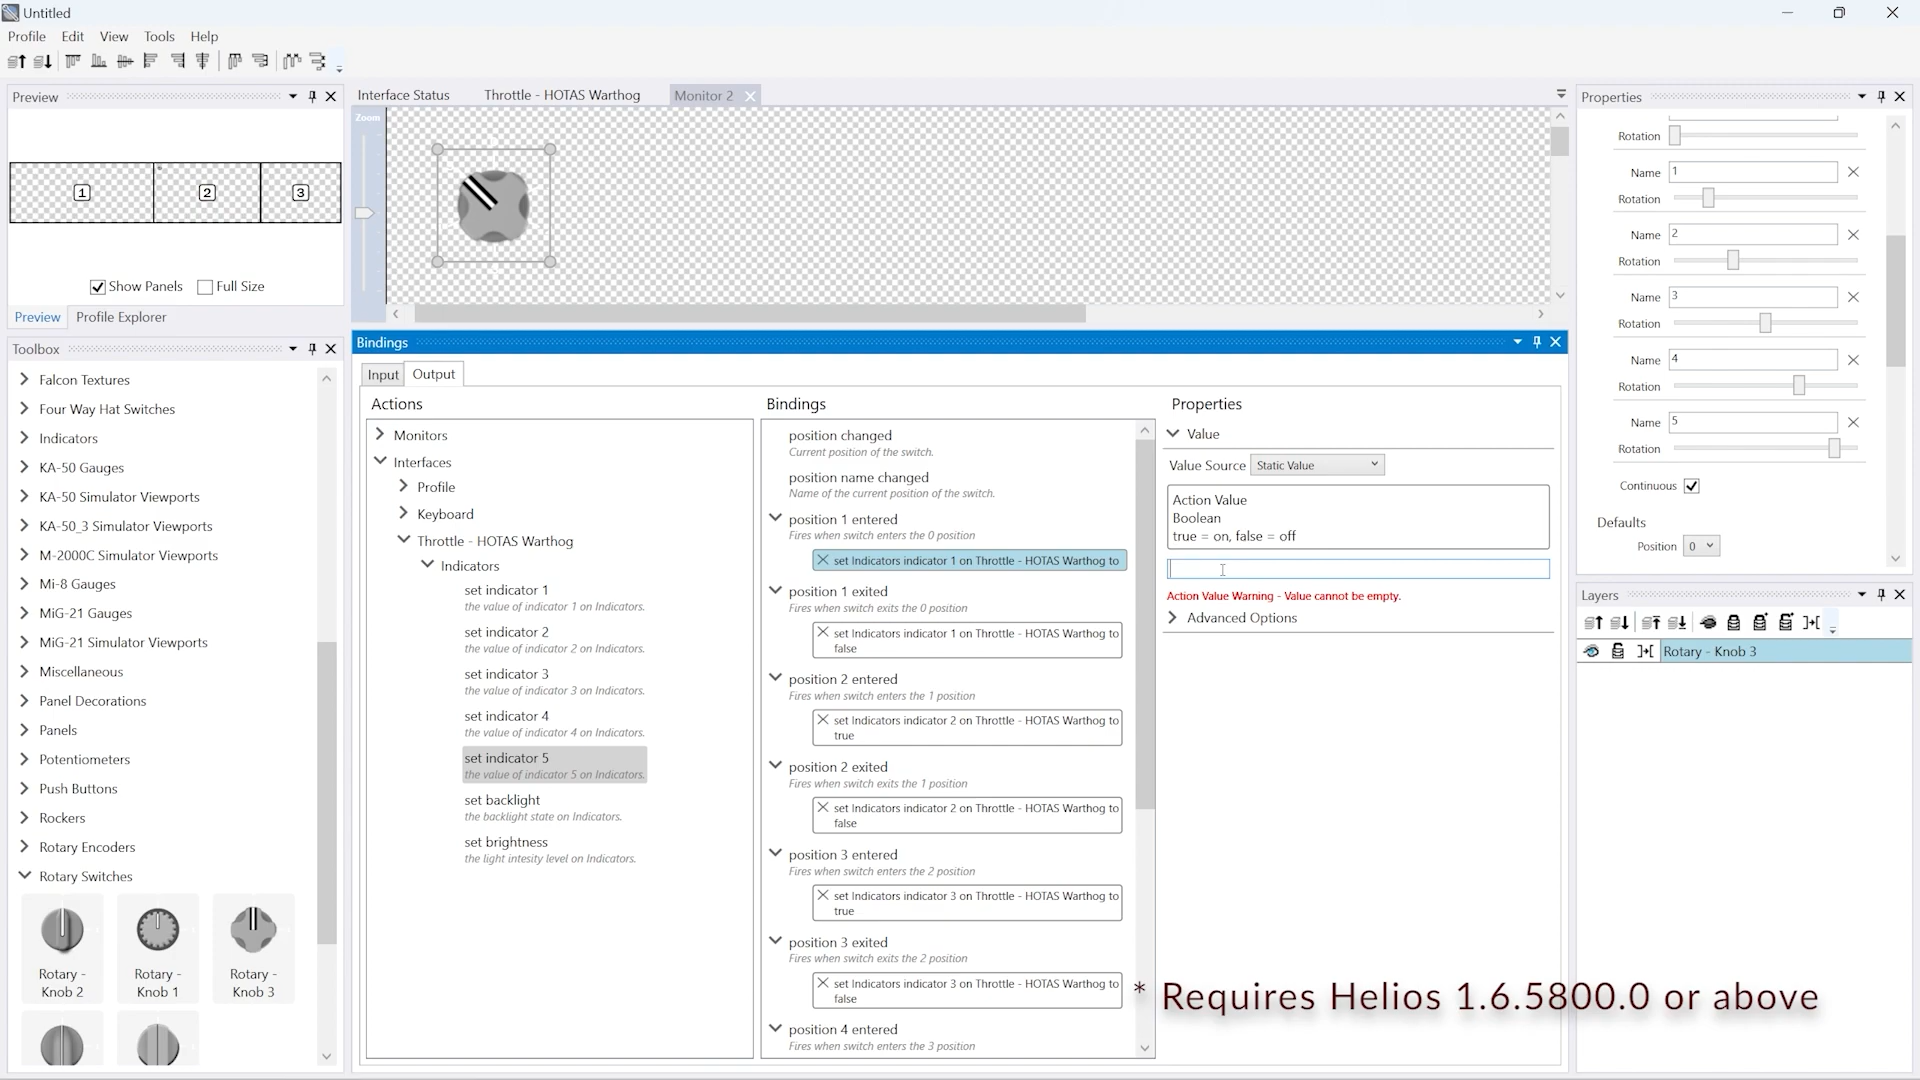 Untitled
Profile Edit View Tools Help
Preview
1 2 3
Show Panels Full Size
Preview Profile Explorer
Toolbox
Falcon Textures
Four Way Hat Switches
Indicators
KA-50 Gauges
KA-50 Simulator Viewports
KA-50_3 Simulator Viewports
M-2000C Simulator Viewports
Mi-8 Gauges
MiG-21 Gauges
MiG-21 Simulator Viewports
Miscellaneous
Panel Decorations
Panels
Potentiometers
Push Buttons
Rockers
Rotary Encoders
Rotary Switches
Rotary - Knob 2
Rotary - Knob 1
Rotary - Knob 3
Interface Status Throttle - HOTAS Warthog Monitor 2
Zoom
Bindings
Input Output
Actions
Monitors
Interfaces
Profile
Keyboard
Throttle - HOTAS Warthog
Indicators
set indicator 1
the value of indicator 1 on Indicators.
set indicator 2
the value of indicator 2 on Indicators.
set indicator 3
the value of indicator 3 on Indicators.
set indicator 4
the value of indicator 4 on Indicators.
set indicator 5
the value of indicator 5 on Indicators.
set backlight
the backlight state on Indicators.
set brightness
the light intesity level on Indicators.
Bindings
position changed
Current position of the switch.
position name changed
Name of the current position of the switch.
position 1 entered
Fires when switch enters the 0 position
set Indicators indicator 1 on Throttle - HOTAS Warthog to
position 1 exited
Fires when switch exits the 0 position
set Indicators indicator 1 on Throttle - HOTAS Warthog to
false
position 2 entered
Fires when switch enters the 1 position
set Indicators indicator 2 on Throttle - HOTAS Warthog to
true
position 2 exited
Fires when switch exits the 1 position
set Indicators indicator 2 on Throttle - HOTAS Warthog to
false
position 3 entered
Fires when switch enters the 2 position
set Indicators indicator 3 on Throttle - HOTAS Warthog to
true
position 3 exited
Fires when switch exits the 2 position
set Indicators indicator 3 on Throttle - HOTAS Warthog to
false
position 4 entered
Fires when switch enters the 3 position
Properties
Value
Value Source Static Value
Action Value
Boolean
true = on, false = off
Action Value Warning - Value cannot be empty.
Advanced Options
Properties
Rotation
Name 1
Rotation
Name 2
Rotation
Name 3
Rotation
Name 4
Rotation
Name 5
Rotation
Continuous
Defaults
Position 0
Layers
Rotary - Knob 3
* Requires Helios 1.6.5800.0 or above